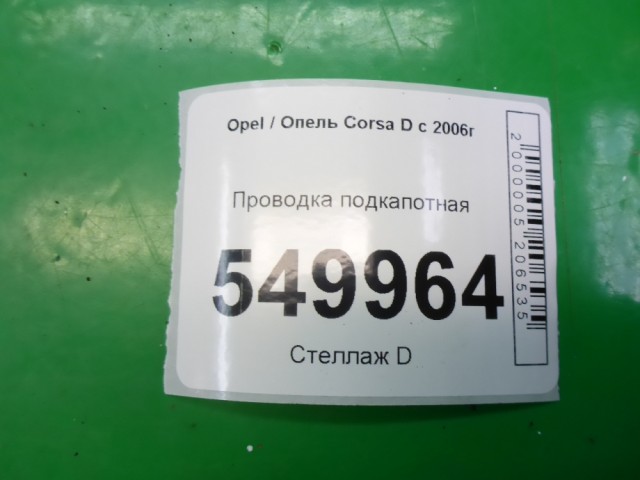 Opel / Опель Corsa D с 2006г
Проводка подкапотная
549964
Стеллаж D
2000005206535